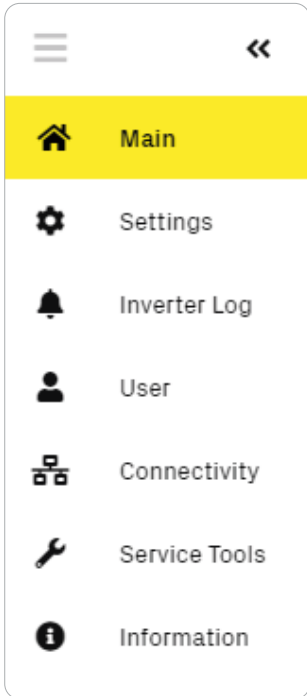 Main
Settings
Inverter Log
User
Connectivity
Service Tools
Information